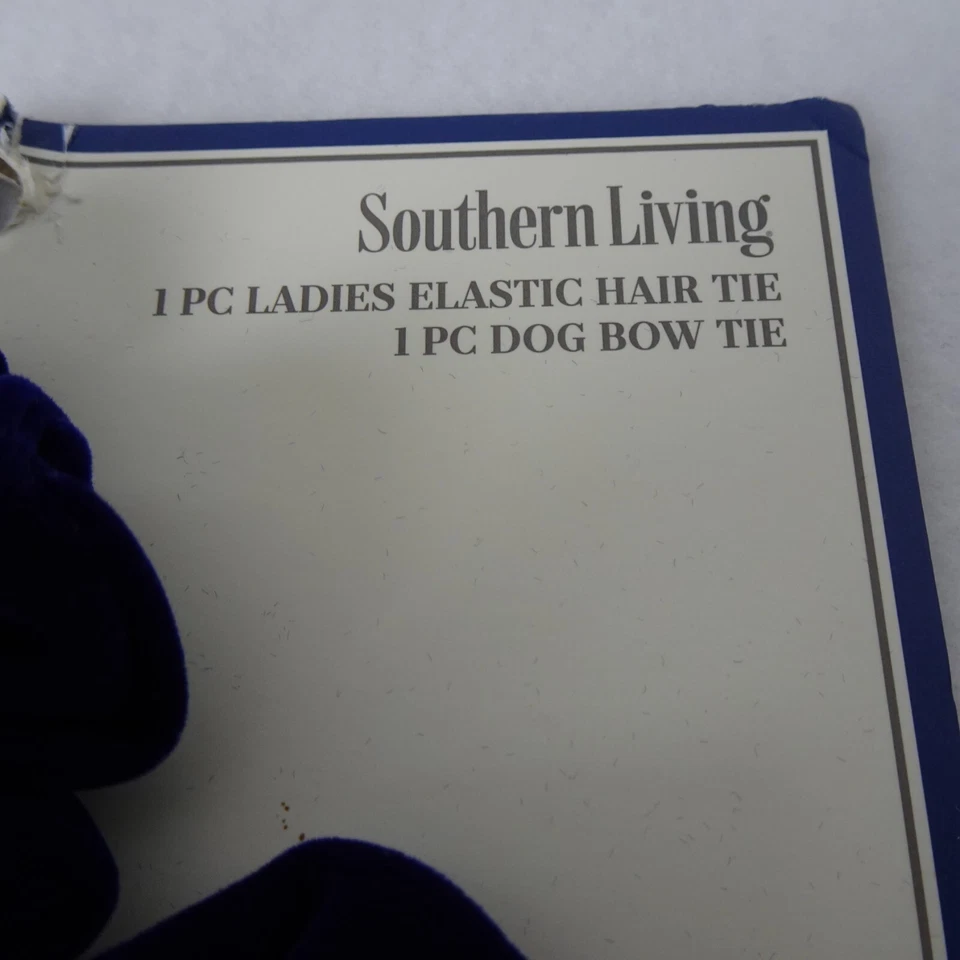 Southern Living
1 PC LADIES ELASTIC HAIR TIE
1 PC DOG BOW TIE